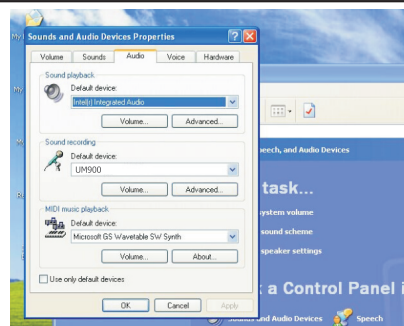 Sounds and Audio Devices Properties
Volume Sounds Audio Voice Hardware
Sound playback
Default device:
Intel(r) Integrated Audio
Volume... Advanced...
Sound recording
Default device:
UM900
Volume... Advanced...
MIDI music playback
Default device:
Microsoft GS Wavetable SW Synth
Volume... About...
Use only default devices
OK Cancel Apply
eech, and Audio Devices
task...
ystem volume
sound scheme
speaker settings
a Control Panel i
Sounds and Audio Devices Speech